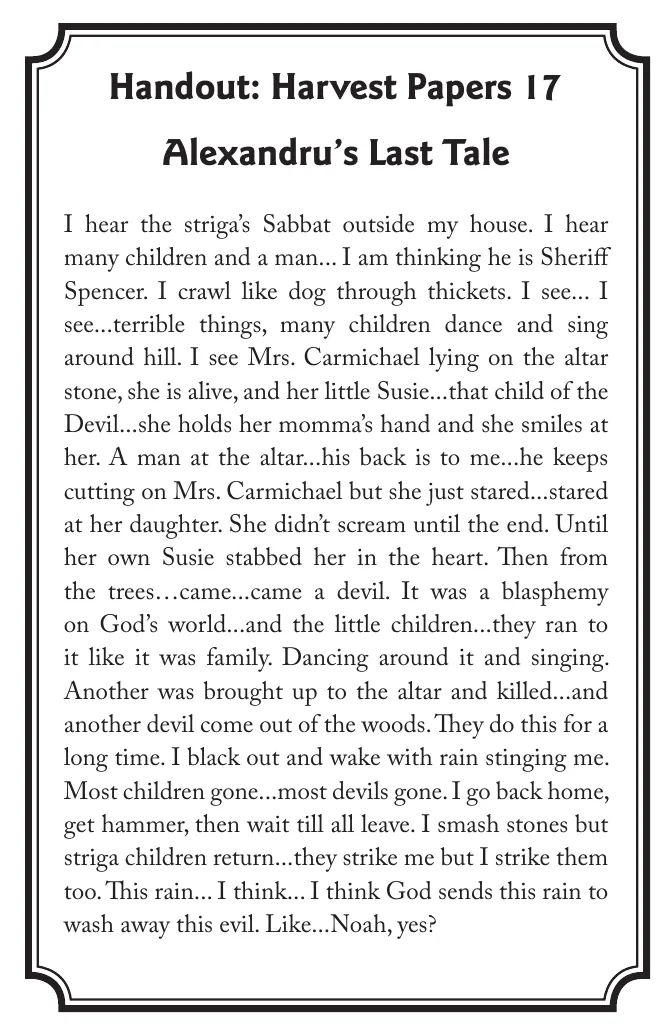 Handout: Harvest Papers 17
Alexandru’s Last Tale
I hear the striga’s Sabbat outside my house. I hear
many children and a man... I am thinking he is Sheriff
Spencer. I crawl like dog through thickets. I see... I
see...terrible things, many children dance and sing
around hill. I see Mrs. Carmichael lying on the altar
stone, she is alive, and her little Susie...that child of the
Devil...she holds her momma’s hand and she smiles at
her. A man at the altar...his back is to me...he keeps
cutting on Mrs. Carmichael but she just stared...stared
at her daughter. She didn’t scream until the end. Until
her own Susie stabbed her in the heart. Then from
the trees…came...came a devil. It was a blasphemy
on God’s world...and the little children...they ran to
it like it was family. Dancing around it and singing.
Another was brought up to the altar and killed...and
another devil come out of the woods. They do this for a
long time. I black out and wake with rain stinging me.
Most children gone...most devils gone. I go back home,
get hammer, then wait till all leave. I smash stones but
striga children return...they strike me but I strike them
too. This rain... I think... I think God sends this rain to
wash away this evil. Like...Noah, yes?